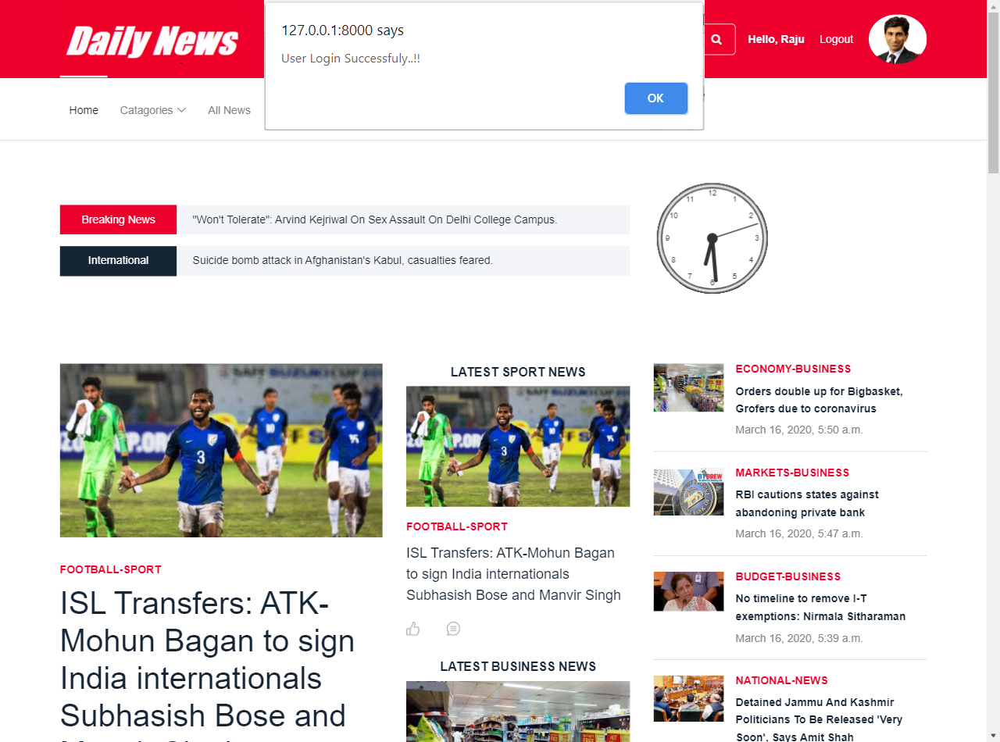 Daily News
127.0.0.1:8000 says
User Login Successfuly..!!
OK
Hello, Raju
Logout
Home
Catagories
All News
Breaking News
"Won't Tolerate": Arvind Kejriwal On Sex Assault On Delhi College Campus.
International
Suicide bomb attack in Afghanistan's Kabul, casualties feared.
12
1
2
3
4
5
6
7
8
9
10
11
3
10
15
FOOTBALL-SPORT
ISL Transfers: ATK-
Mohun Bagan to sign
India internationals
Subhasish Bose and
LATEST SPORT NEWS
3
10
15
FOOTBALL-SPORT
ISL Transfers: ATK-Mohun Bagan
to sign India internationals
Subhasish Bose and Manvir Singh
LATEST BUSINESS NEWS
ECONOMY-BUSINESS
Orders double up for Bigbasket,
Grofers due to coronavirus
March 16, 2020, 5:50 a.m.
BTBREW
MARKETS-BUSINESS
RBI cautions states against
abandoning private bank
March 16, 2020, 5:47 a.m.
BUDGET-BUSINESS
No timeline to remove I-T
exemptions: Nirmala Sitharaman
March 16, 2020, 5:39 a.m.
NATIONAL-NEWS
Detained Jammu And Kashmir
Politicians To Be Released 'Very
Soon', Says Amit Shah